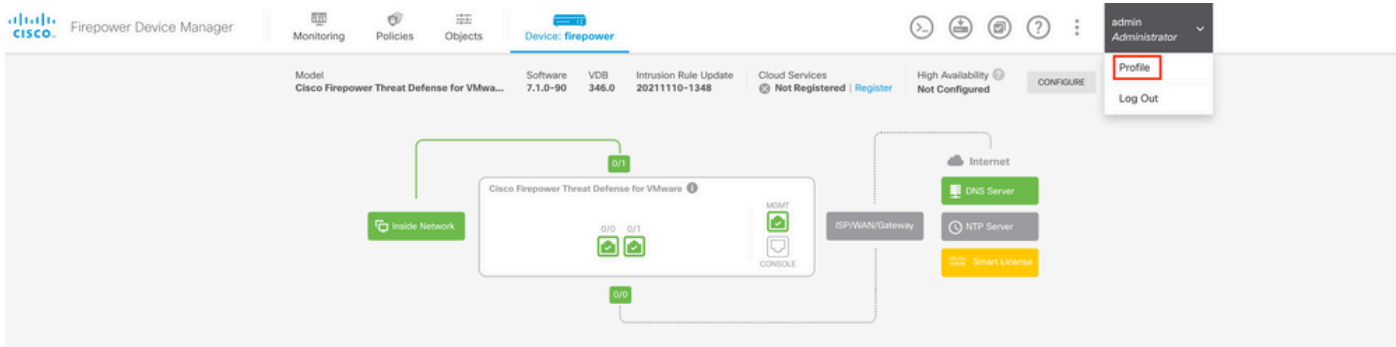 CISCO
Firepower Device Manager
Monitoring
Policies
Objects
Device: firepower
admin
Administrator
Profile
Log Out
Model
Cisco Firepower Threat Defense for VMwa...
Software
7.1.0-90
VDB
346.0
Intrusion Rule Update
20211110-1348
Cloud Services
Not Registered | Register
High Availability
Not Configured
CONFIGURE
0/1
Internet
Cisco Firepower Threat Defense for VMware
DNS Server
MGMT
Inside Network
0/0 0/1
ISP/WAN/Gateway
NTP Server
CONSOLE
Smart License
0/0